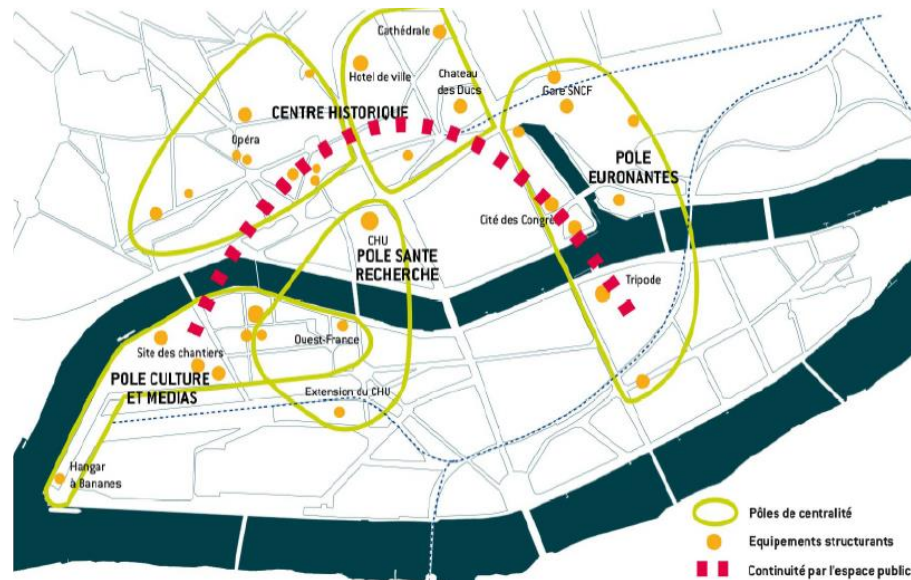 Cathédrale
Hotel de ville
Chateau
des Ducs
Gare SNCF
CENTRE HISTORIQUE
Opéra
POLE
EURONANTES
Cité des Congrè
CHU
POLE SANTE
RECHERCHE
Tripode
Ouest-France
Site des chantiers
POLE CULTURE
ET MEDIAS
Extension du CHU
Hangar
à Bananes
Pôles de centralité
Equipements structurants
Continuité par l'espace public